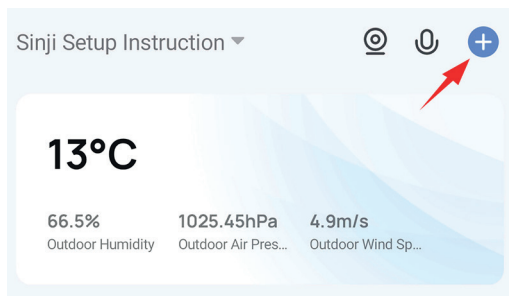 Sinji Setup Instruction
13°C
66.5% 1025.45hPa 4.9m/s
Outdoor Humidity Outdoor Air Pres... Outdoor Wind Sp...